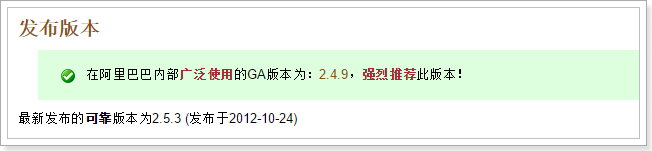 发布版本
在阿里巴巴内部广泛使用的GA版本为：2.4.9，强烈推荐此版本！
最新发布的可靠版本为2.5.3 (发布于2012-10-24)